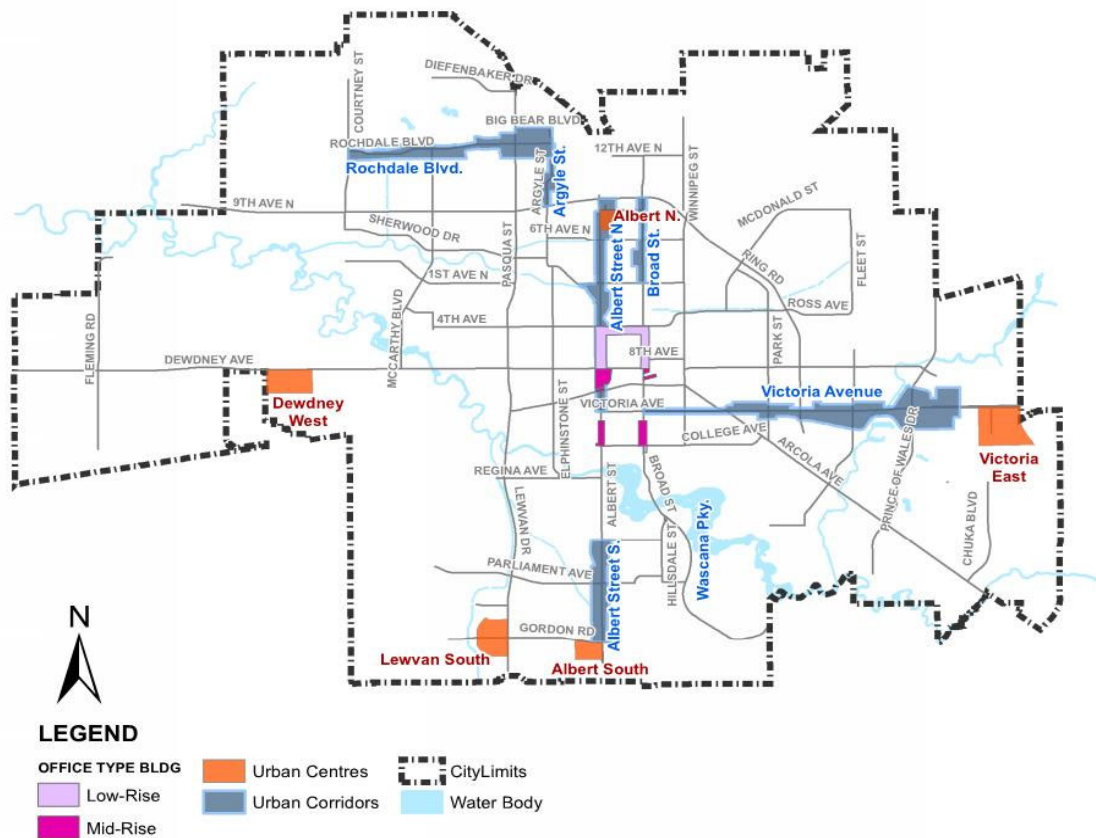 DIEFENBAKER DR
COURTNEY ST
BIG BEAR BLVD
ROCHDALE BLVD
Rochdale Blvd.
ARGYLE ST
Argyle St.
12TH AVE N
WINNIPEG ST
9TH AVE N
SHERWOOD DR
PASQUA ST
6TH AVE N
Albert N.
Albert Street N.
Broad St.
MCDONALD ST
RING RD
FLEET ST
1ST AVE N
ROSS AVE
4TH AVE
MCCARTHY BLVD
FLEMING RD
DEWDNEY AVE
8TH AVE
PARK ST
Dewdney
West
ELPHINSTONE ST
VICTORIA AVE
Victoria Avenue
COLLEGE AVE
ARCOLA AVE
PRINCE OF WALES DR
Victoria
East
REGINA AVE
LEWVAN DR
ALBERT ST
BROAD ST
HILLSDALE ST
Wascana Pky.
CHUKA BLVD
PARLIAMENT AVE
Albert Street S.
GORDON RD
Lewvan South
Albert South
N
LEGEND
OFFICE TYPE BLDG
Low-Rise
Mid-Rise
Urban Centres
Urban Corridors
CityLimits
Water Body